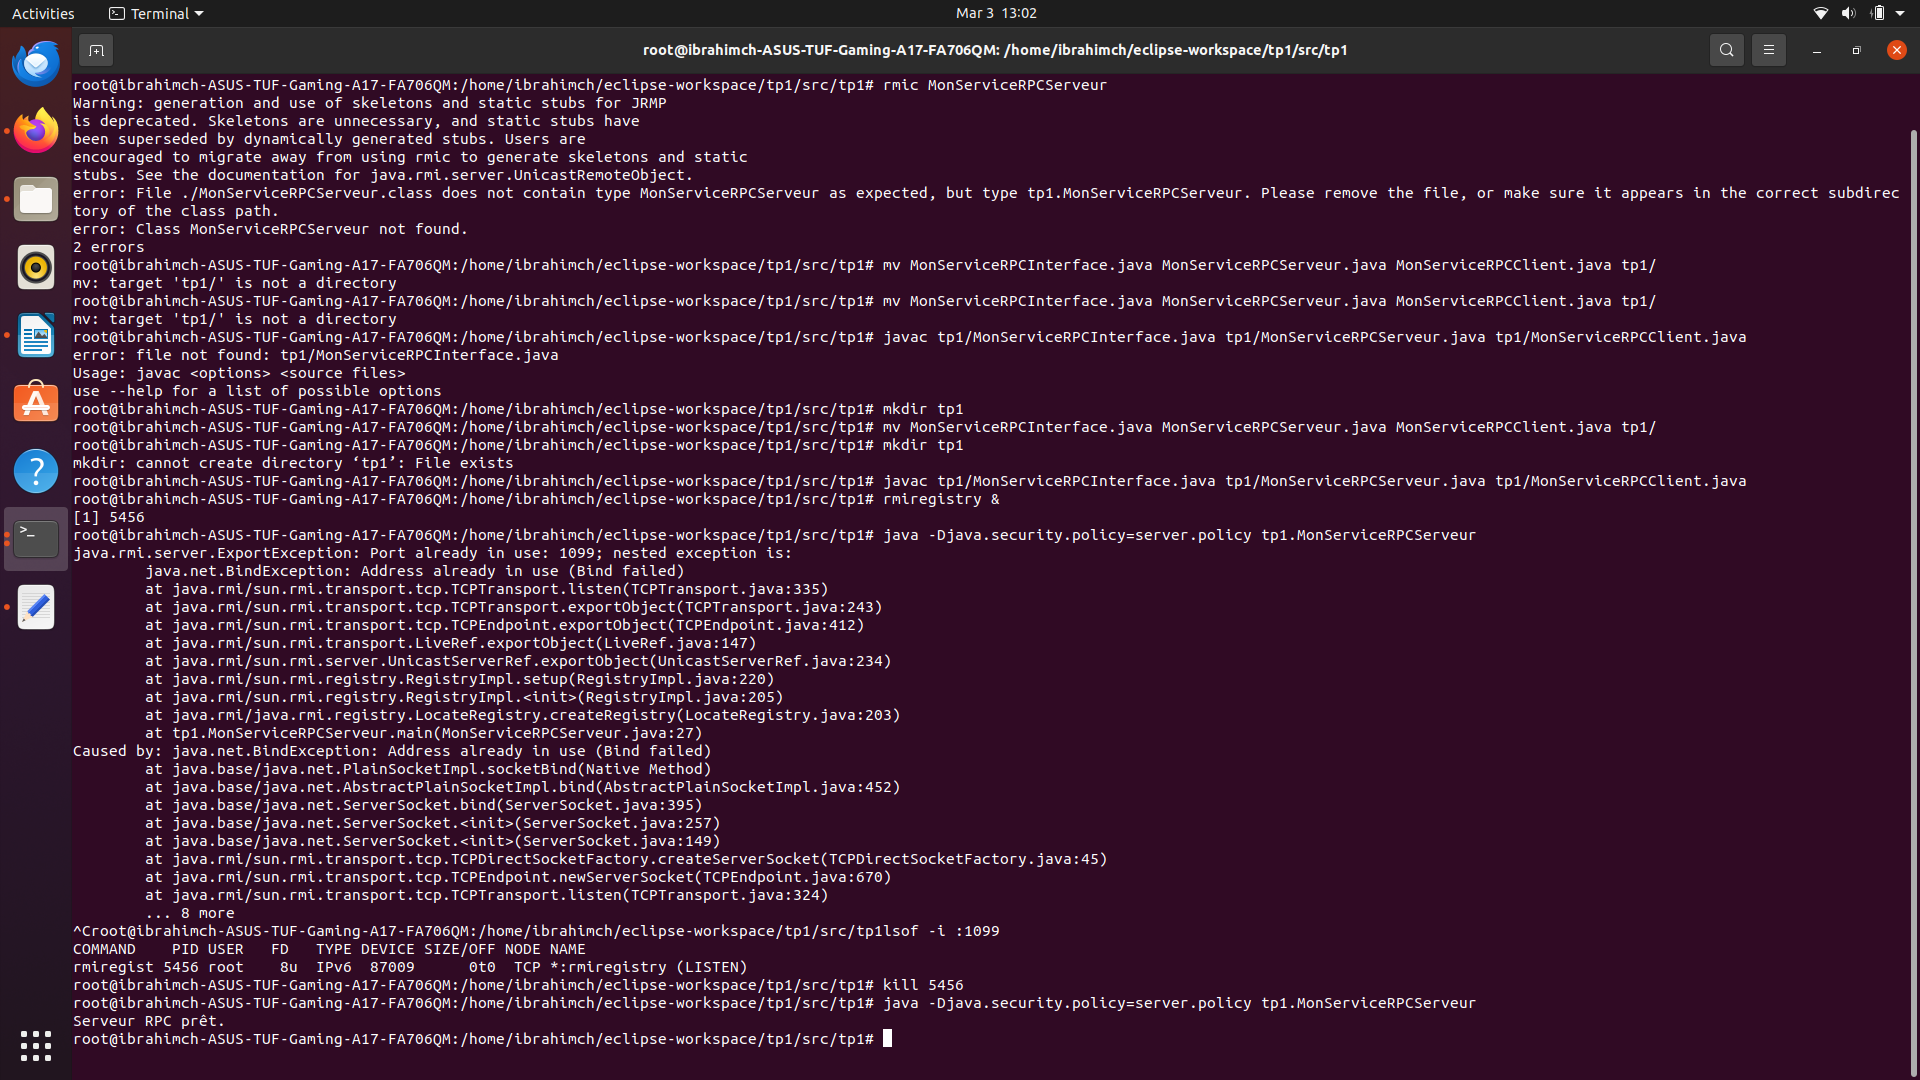 Activities
Terminal
Mar 3 13:02
root@ibrahimch-ASUS-TUF-Gaming-A17-FA706QM: /home/ibrahimch/eclipse-workspace/tp1/src/tp1
root@ibrahimch-ASUS-TUF-Gaming-A17-FA706QM:/home/ibrahimch/eclipse-workspace/tp1/src/tp1# rmic MonServiceRPCServeur
Warning: generation and use of skeletons and static stubs for JRMP
is deprecated. Skeletons are unnecessary, and static stubs have
been superseded by dynamically generated stubs. Users are
encouraged to migrate away from using rmic to generate skeletons and static
stubs. See the documentation for java.rmi.server.UnicastRemoteObject.
error: File ./MonServiceRPCServeur.class does not contain type MonServiceRPCServeur as expected, but type tp1.MonServiceRPCServeur. Please remove the file, or make sure it appears in the correct subdirec
tory of the class path.
error: Class MonServiceRPCServeur not found.
2 errors
root@ibrahimch-ASUS-TUF-Gaming-A17-FA706QM:/home/ibrahimch/eclipse-workspace/tp1/src/tp1# mv MonServiceRPCInterface.java MonServiceRPCServeur.java MonServiceRPCClient.java tp1/
mv: target 'tp1/' is not a directory
root@ibrahimch-ASUS-TUF-Gaming-A17-FA706QM:/home/ibrahimch/eclipse-workspace/tp1/src/tp1# mv MonServiceRPCInterface.java MonServiceRPCServeur.java MonServiceRPCClient.java tp1/
mv: target 'tp1/' is not a directory
root@ibrahimch-ASUS-TUF-Gaming-A17-FA706QM:/home/ibrahimch/eclipse-workspace/tp1/src/tp1# javac tp1/MonServiceRPCInterface.java tp1/MonServiceRPCServeur.java tp1/MonServiceRPCClient.java
error: file not found: tp1/MonServiceRPCInterface.java
Usage: javac <options> <source files>
use --help for a list of possible options
root@ibrahimch-ASUS-TUF-Gaming-A17-FA706QM:/home/ibrahimch/eclipse-workspace/tp1/src/tp1# mkdir tp1
root@ibrahimch-ASUS-TUF-Gaming-A17-FA706QM:/home/ibrahimch/eclipse-workspace/tp1/src/tp1# mv MonServiceRPCInterface.java MonServiceRPCServeur.java MonServiceRPCClient.java tp1/
root@ibrahimch-ASUS-TUF-Gaming-A17-FA706QM:/home/ibrahimch/eclipse-workspace/tp1/src/tp1# mkdir tp1
mkdir: cannot create directory ‘tp1’: File exists
root@ibrahimch-ASUS-TUF-Gaming-A17-FA706QM:/home/ibrahimch/eclipse-workspace/tp1/src/tp1# javac tp1/MonServiceRPCInterface.java tp1/MonServiceRPCServeur.java tp1/MonServiceRPCClient.java
root@ibrahimch-ASUS-TUF-Gaming-A17-FA706QM:/home/ibrahimch/eclipse-workspace/tp1/src/tp1# rmiregistry &
[1] 5456
root@ibrahimch-ASUS-TUF-Gaming-A17-FA706QM:/home/ibrahimch/eclipse-workspace/tp1/src/tp1# java -Djava.security.policy=server.policy tp1.MonServiceRPCServeur
java.rmi.server.ExportException: Port already in use: 1099; nested exception is:
java.net.BindException: Address already in use (Bind failed)
at java.rmi/sun.rmi.transport.tcp.TCPTransport.listen(TCPTransport.java:335)
at java.rmi/sun.rmi.transport.tcp.TCPTransport.exportObject(TCPTransport.java:243)
at java.rmi/sun.rmi.transport.tcp.TCPEndpoint.exportObject(TCPEndpoint.java:412)
at java.rmi/sun.rmi.transport.LiveRef.exportObject(LiveRef.java:147)
at java.rmi/sun.rmi.server.UnicastServerRef.exportObject(UnicastServerRef.java:234)
at java.rmi/sun.rmi.registry.RegistryImpl.setup(RegistryImpl.java:220)
at java.rmi/sun.rmi.registry.RegistryImpl.<init>(RegistryImpl.java:205)
at java.rmi/java.rmi.registry.LocateRegistry.createRegistry(LocateRegistry.java:203)
at tp1.MonServiceRPCServeur.main(MonServiceRPCServeur.java:27)
Caused by: java.net.BindException: Address already in use (Bind failed)
at java.base/java.net.PlainSocketImpl.socketBind(Native Method)
at java.base/java.net.AbstractPlainSocketImpl.bind(AbstractPlainSocketImpl.java:452)
at java.base/java.net.ServerSocket.bind(ServerSocket.java:395)
at java.base/java.net.ServerSocket.<init>(ServerSocket.java:257)
at java.base/java.net.ServerSocket.<init>(ServerSocket.java:149)
at java.rmi/sun.rmi.transport.tcp.TCPDirectSocketFactory.createServerSocket(TCPDirectSocketFactory.java:45)
at java.rmi/sun.rmi.transport.tcp.TCPEndpoint.newServerSocket(TCPEndpoint.java:670)
at java.rmi/sun.rmi.transport.tcp.TCPTransport.listen(TCPTransport.java:324)
... 8 more
^Croot@ibrahimch-ASUS-TUF-Gaming-A17-FA706QM:/home/ibrahimch/eclipse-workspace/tp1/src/tp1lsof -i :1099
COMMAND PID USER FD TYPE DEVICE SIZE/OFF NODE NAME
rmiregist 5456 root 8u IPv6 87009 0t0 TCP *:rmiregistry (LISTEN)
root@ibrahimch-ASUS-TUF-Gaming-A17-FA706QM:/home/ibrahimch/eclipse-workspace/tp1/src/tp1# kill 5456
root@ibrahimch-ASUS-TUF-Gaming-A17-FA706QM:/home/ibrahimch/eclipse-workspace/tp1/src/tp1# java -Djava.security.policy=server.policy tp1.MonServiceRPCServeur
Serveur RPC prêt.
root@ibrahimch-ASUS-TUF-Gaming-A17-FA706QM:/home/ibrahimch/eclipse-workspace/tp1/src/tp1#